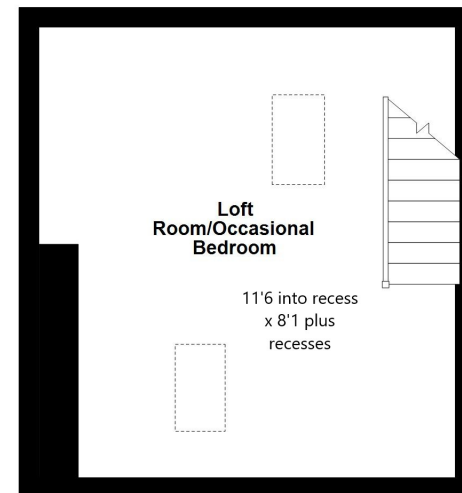 Loft
Room/Occasional
Bedroom
11'6 into recess
x 8'1 plus
recesses